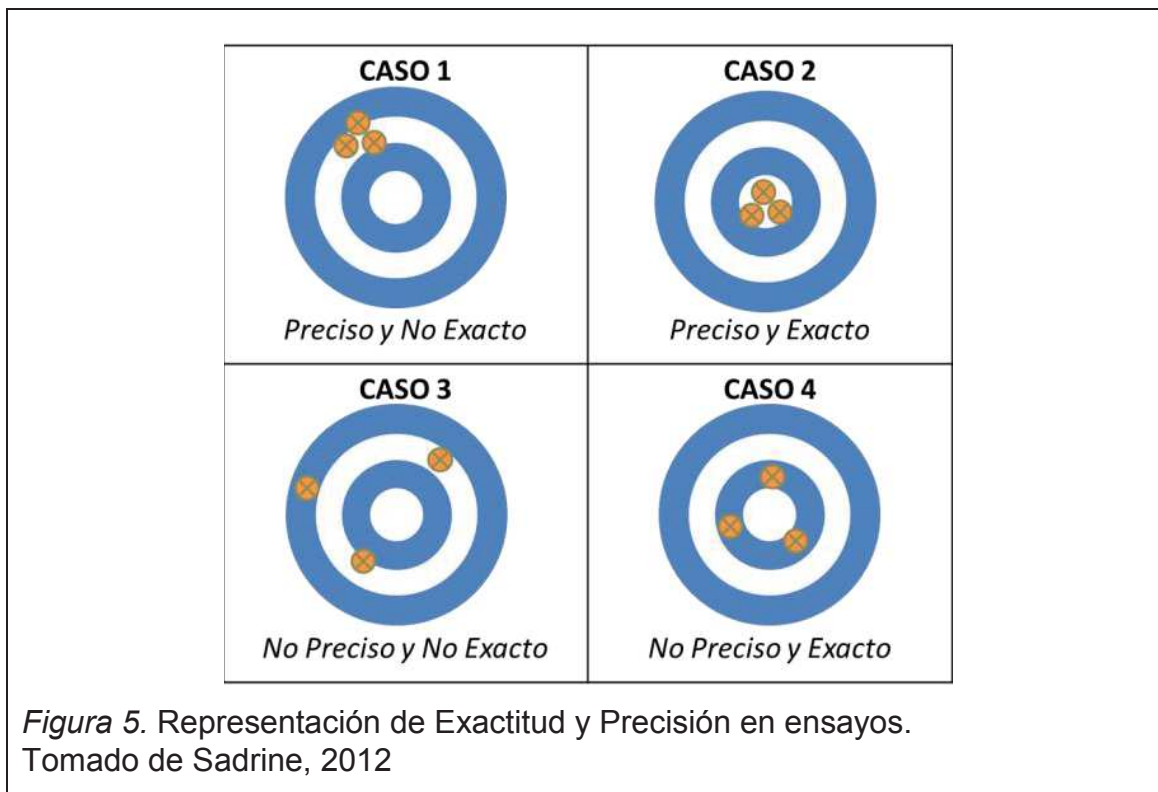 CASO 1
CASO 2
Preciso y No Exacto
Preciso y Exacto
CASO 3
CASO 4
No Preciso y No Exacto
No Preciso y Exacto
Figura 5. Representación de Exactitud y Precisión en ensayos.
Tomado de Sadrine, 2012